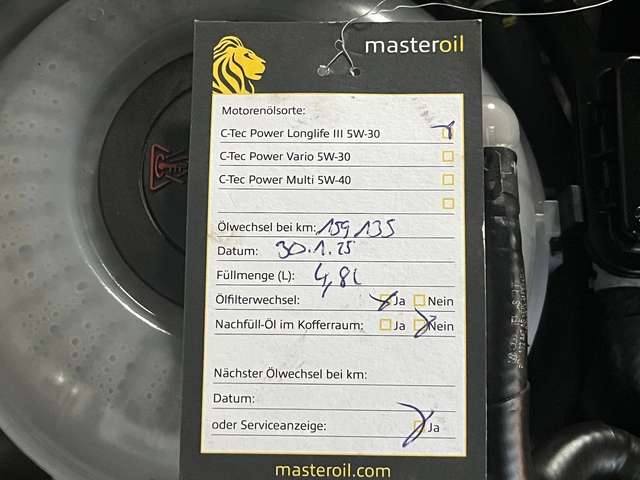 masteroil
Motorenölsorte:
C-Tec Power Longlife III 5W-30
C-Tec Power Vario 5W-30
C-Tec Power Multi 5W-40
Ölwechsel bei km: 159 135
Datum: 30.1.25
Füllmenge (L): 4,8l
Ölfilterwechsel: Ja Nein
Nachfüll-Öl im Kofferraum: Ja Nein
Nächster Ölwechsel bei km:
Datum:
oder Serviceanzeige: Ja
masteroil.com